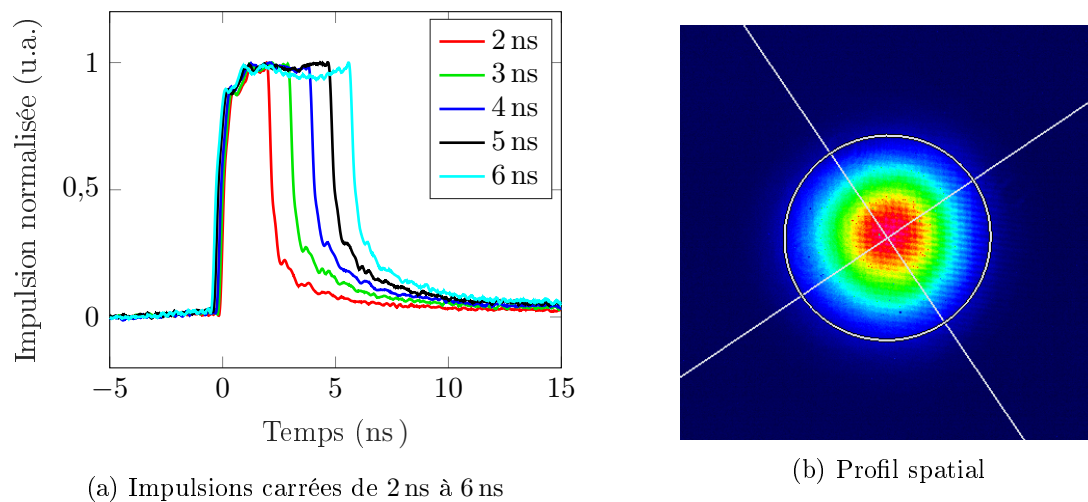 Impulsion normalisée (u.a.)
1
0,5
0
2 ns
3 ns
4 ns
5 ns
6 ns
−5
0
5
10
15
Temps (ns)
(a) Impulsions carrées de 2 ns à 6 ns
(b) Profil spatial